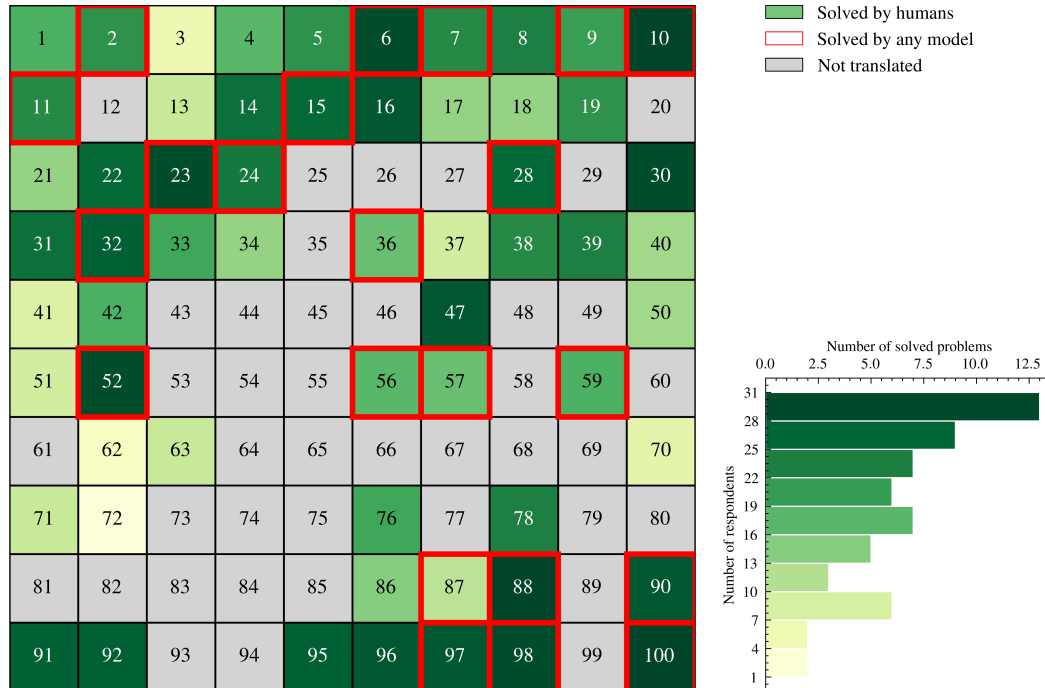 1 2 3 4 5 6 7 8 9 10
11 12 13 14 15 16 17 18 19 20
21 22 23 24 25 26 27 28 29 30
31 32 33 34 35 36 37 38 39 40
41 42 43 44 45 46 47 48 49 50
51 52 53 54 55 56 57 58 59 60
61 62 63 64 65 66 67 68 69 70
71 72 73 74 75 76 77 78 79 80
81 82 83 84 85 86 87 88 89 90
91 92 93 94 95 96 97 98 99 100
Solved by humans
Solved by any model
Not translated
Number of solved problems
0.0 2.5 5.0 7.5 10.0 12.5
Number of respondents
31
28
25
22
19
16
13
10
7
4
1